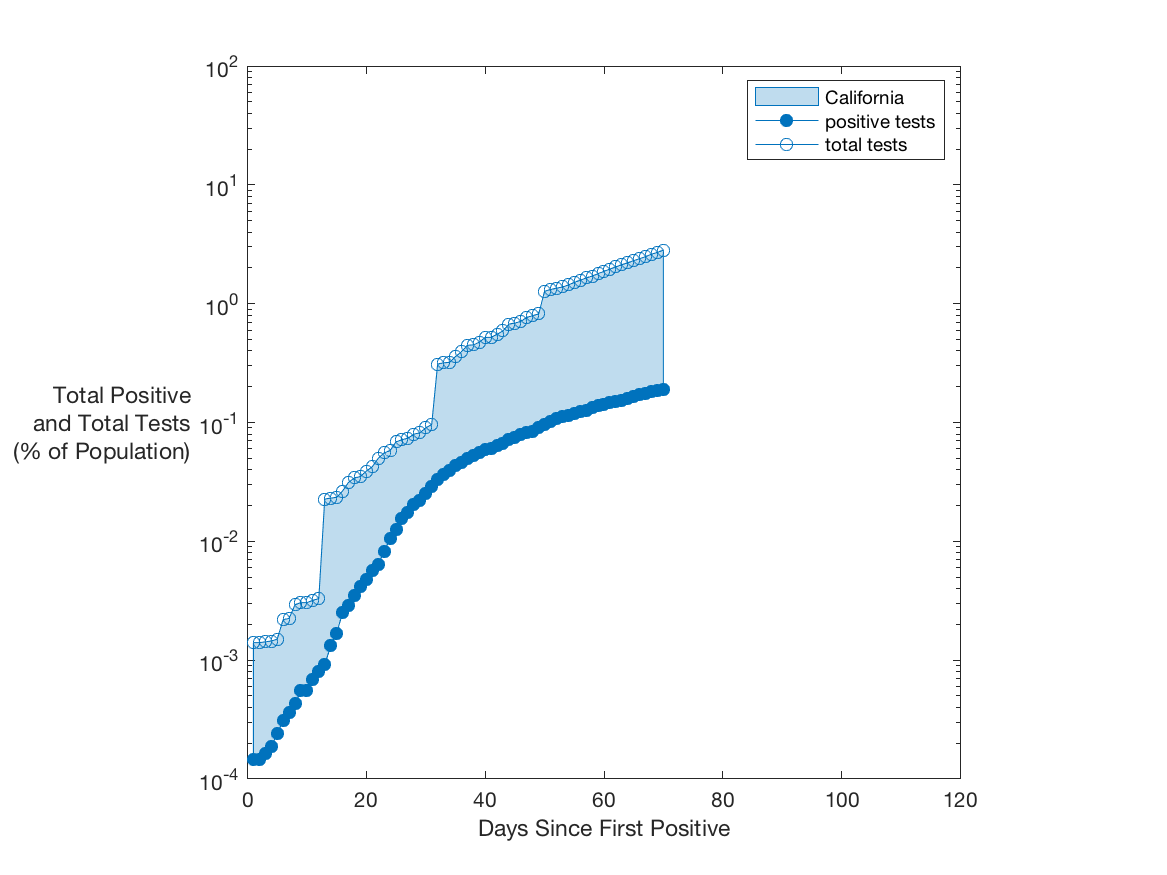 10^2
California
positive tests
total tests
10^1
10^0
Total Positive
and Total Tests
(% of Population)
10^-1
10^-2
10^-3
10^-4
0 20 40 60 80 100 120
Days Since First Positive